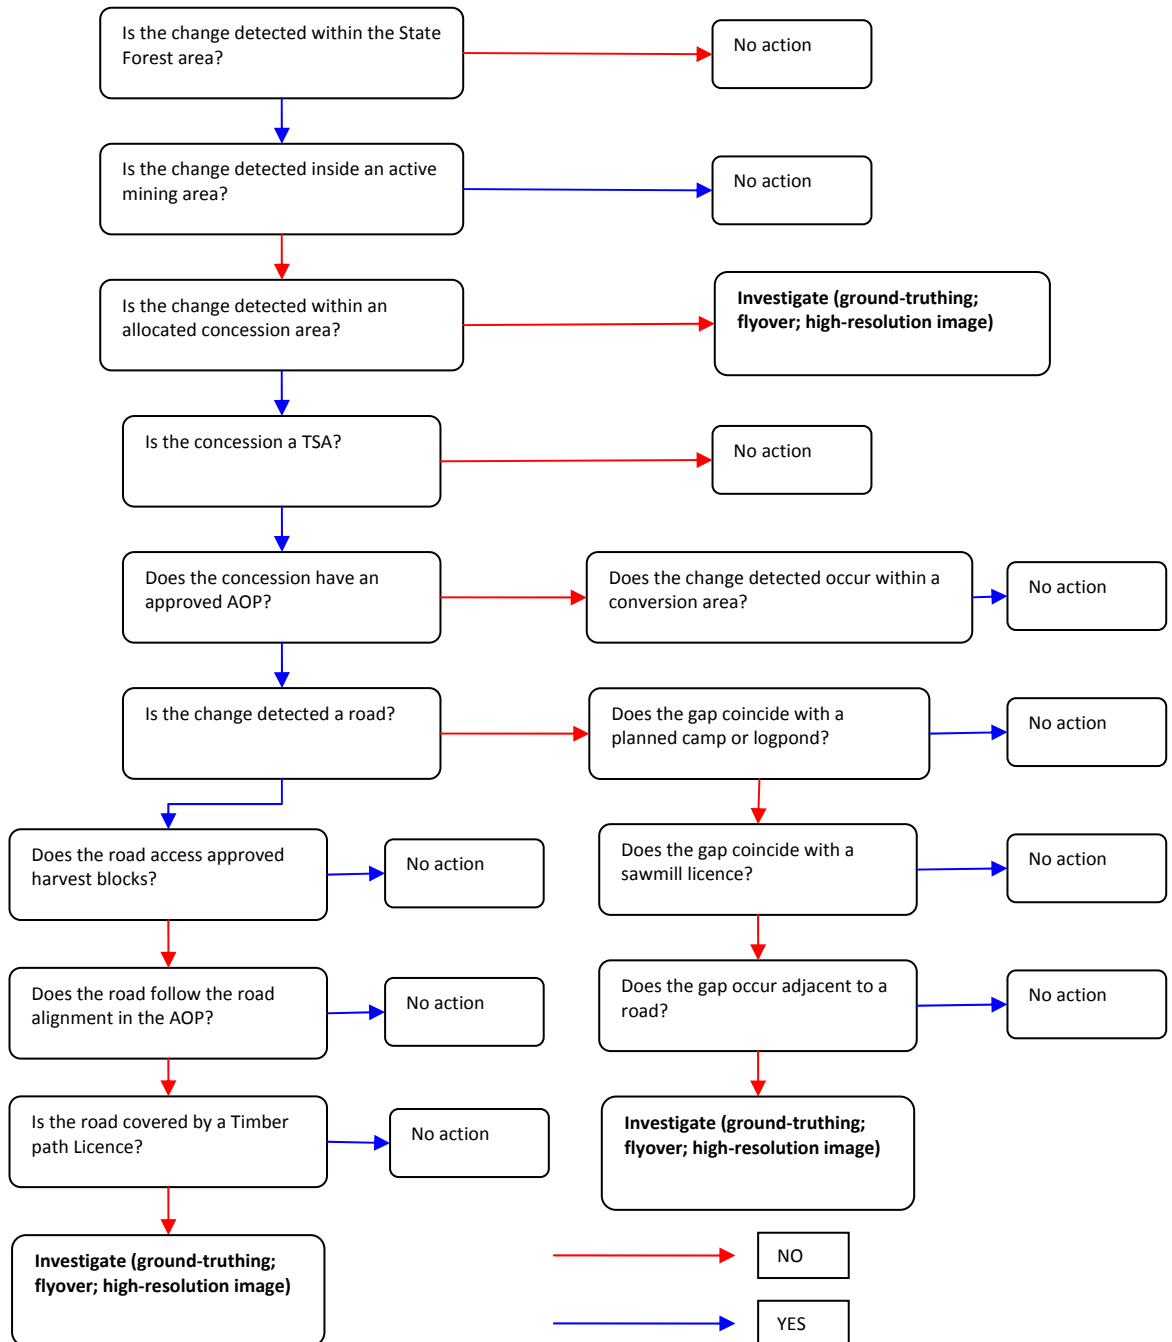 Is the change detected within the State
Forest area?
No action
Is the change detected inside an active
mining area?
No action
Is the change detected within an
allocated concession area?
Investigate (ground-truthing;
flyover; high-resolution image)
Is the concession a TSA?
No action
Does the concession have an
approved AOP?
Does the change detected occur within a
conversion area?
No action
Is the change detected a road?
Does the gap coincide with a
planned camp or logpond?
No action
Does the road access approved
harvest blocks?
No action
Does the gap coincide with a
sawmill licence?
No action
Does the road follow the road
alignment in the AOP?
No action
Does the gap occur adjacent to a
road?
No action
Is the road covered by a Timber
path Licence?
No action
Investigate (ground-truthing;
flyover; high-resolution image)
Investigate (ground-truthing;
flyover; high-resolution image)
NO
YES